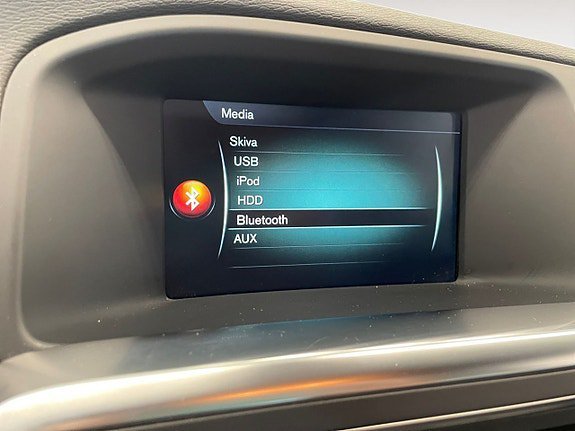 Media
Skiva
USB
iPod
HDD
Bluetooth
AUX